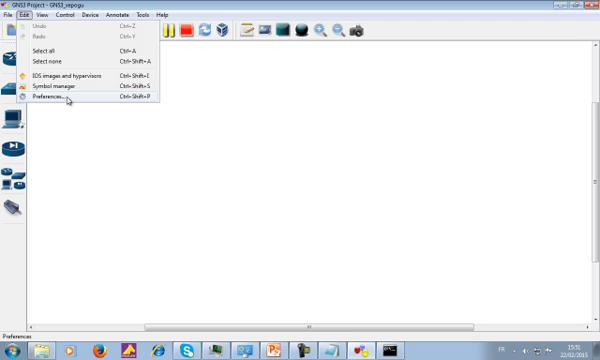 GNS3 Project - GNS3_vepogu
File Edit View Control Device Annotate Tools Help
Undo Ctrl+Z
Redo Ctrl+Y
Select all Ctrl+A
Select none Ctrl+Shift+A
IOS images and hypervisors Ctrl+Shift+I
Symbol manager Ctrl+Shift+S
Preferences... Ctrl+Shift+P
Preferences
FR
15:31
22/02/2015